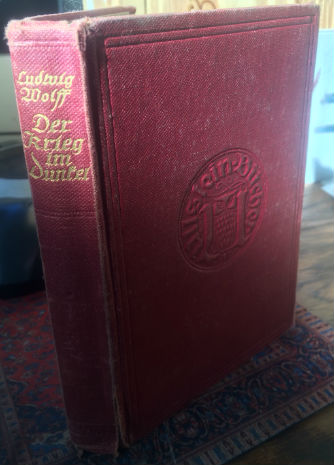 Ludwig
Wolff
Der
Krieg
im
Dunkel
Ullstein-Bücher